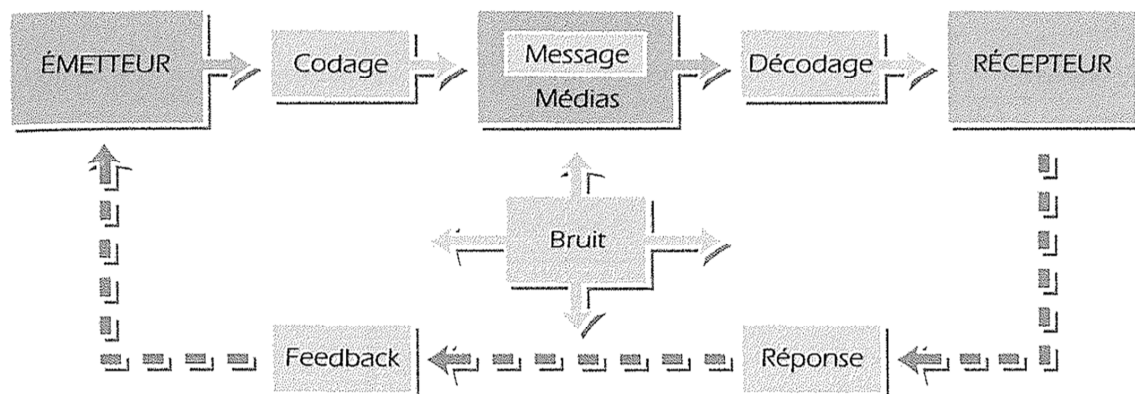 ÉMETTEUR
Codage
Message
Médias
Décodage
RÉCEPTEUR
Bruit
Feedback
Réponse